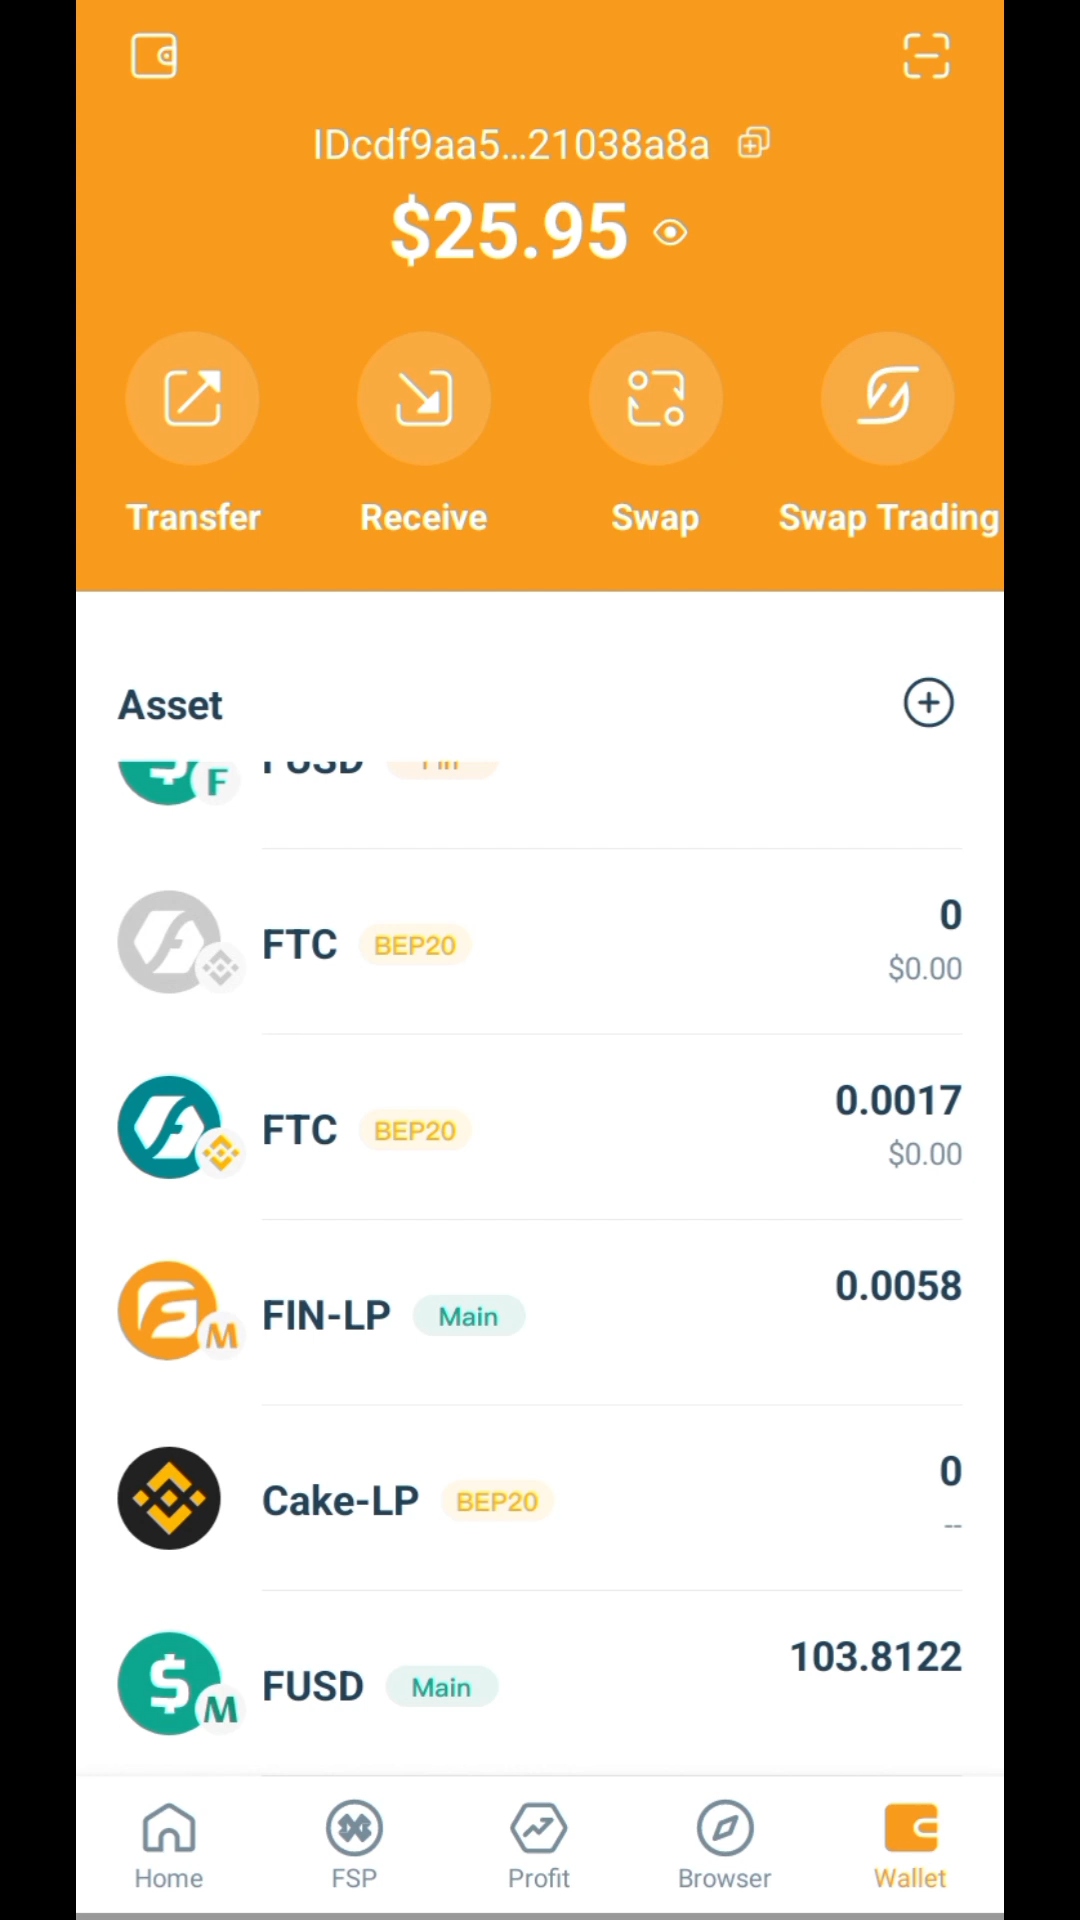 IDcdf9aa5...21038a8a
$25.95
Transfer Receive Swap Swap Trading
Asset
FUSD Fin
F
FTC BEP20 0
$0.00
FTC BEP20 0.0017
$0.00
FIN-LP Main 0.0058
M
Cake-LP BEP20 0
--
FUSD Main 103.8122
$ M
Home FSP Profit Browser Wallet